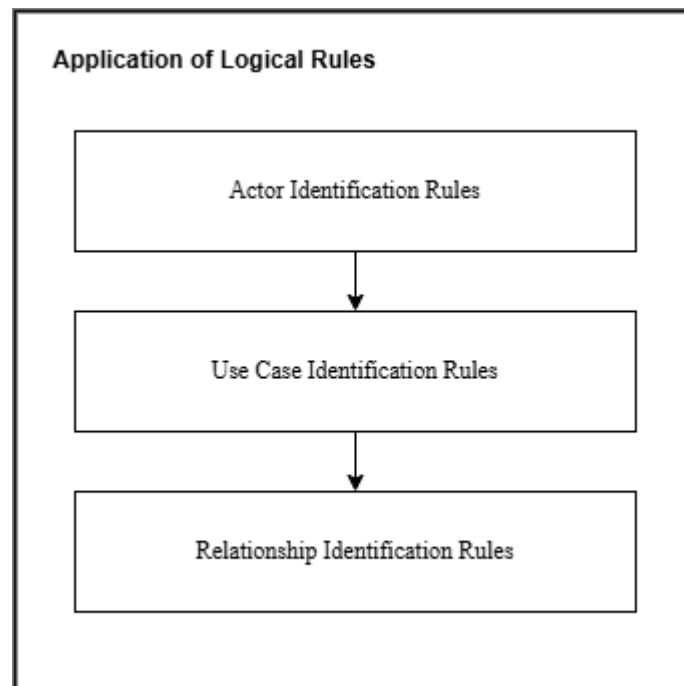 Application of Logical Rules
Actor Identification Rules
Use Case Identification Rules
Relationship Identification Rules